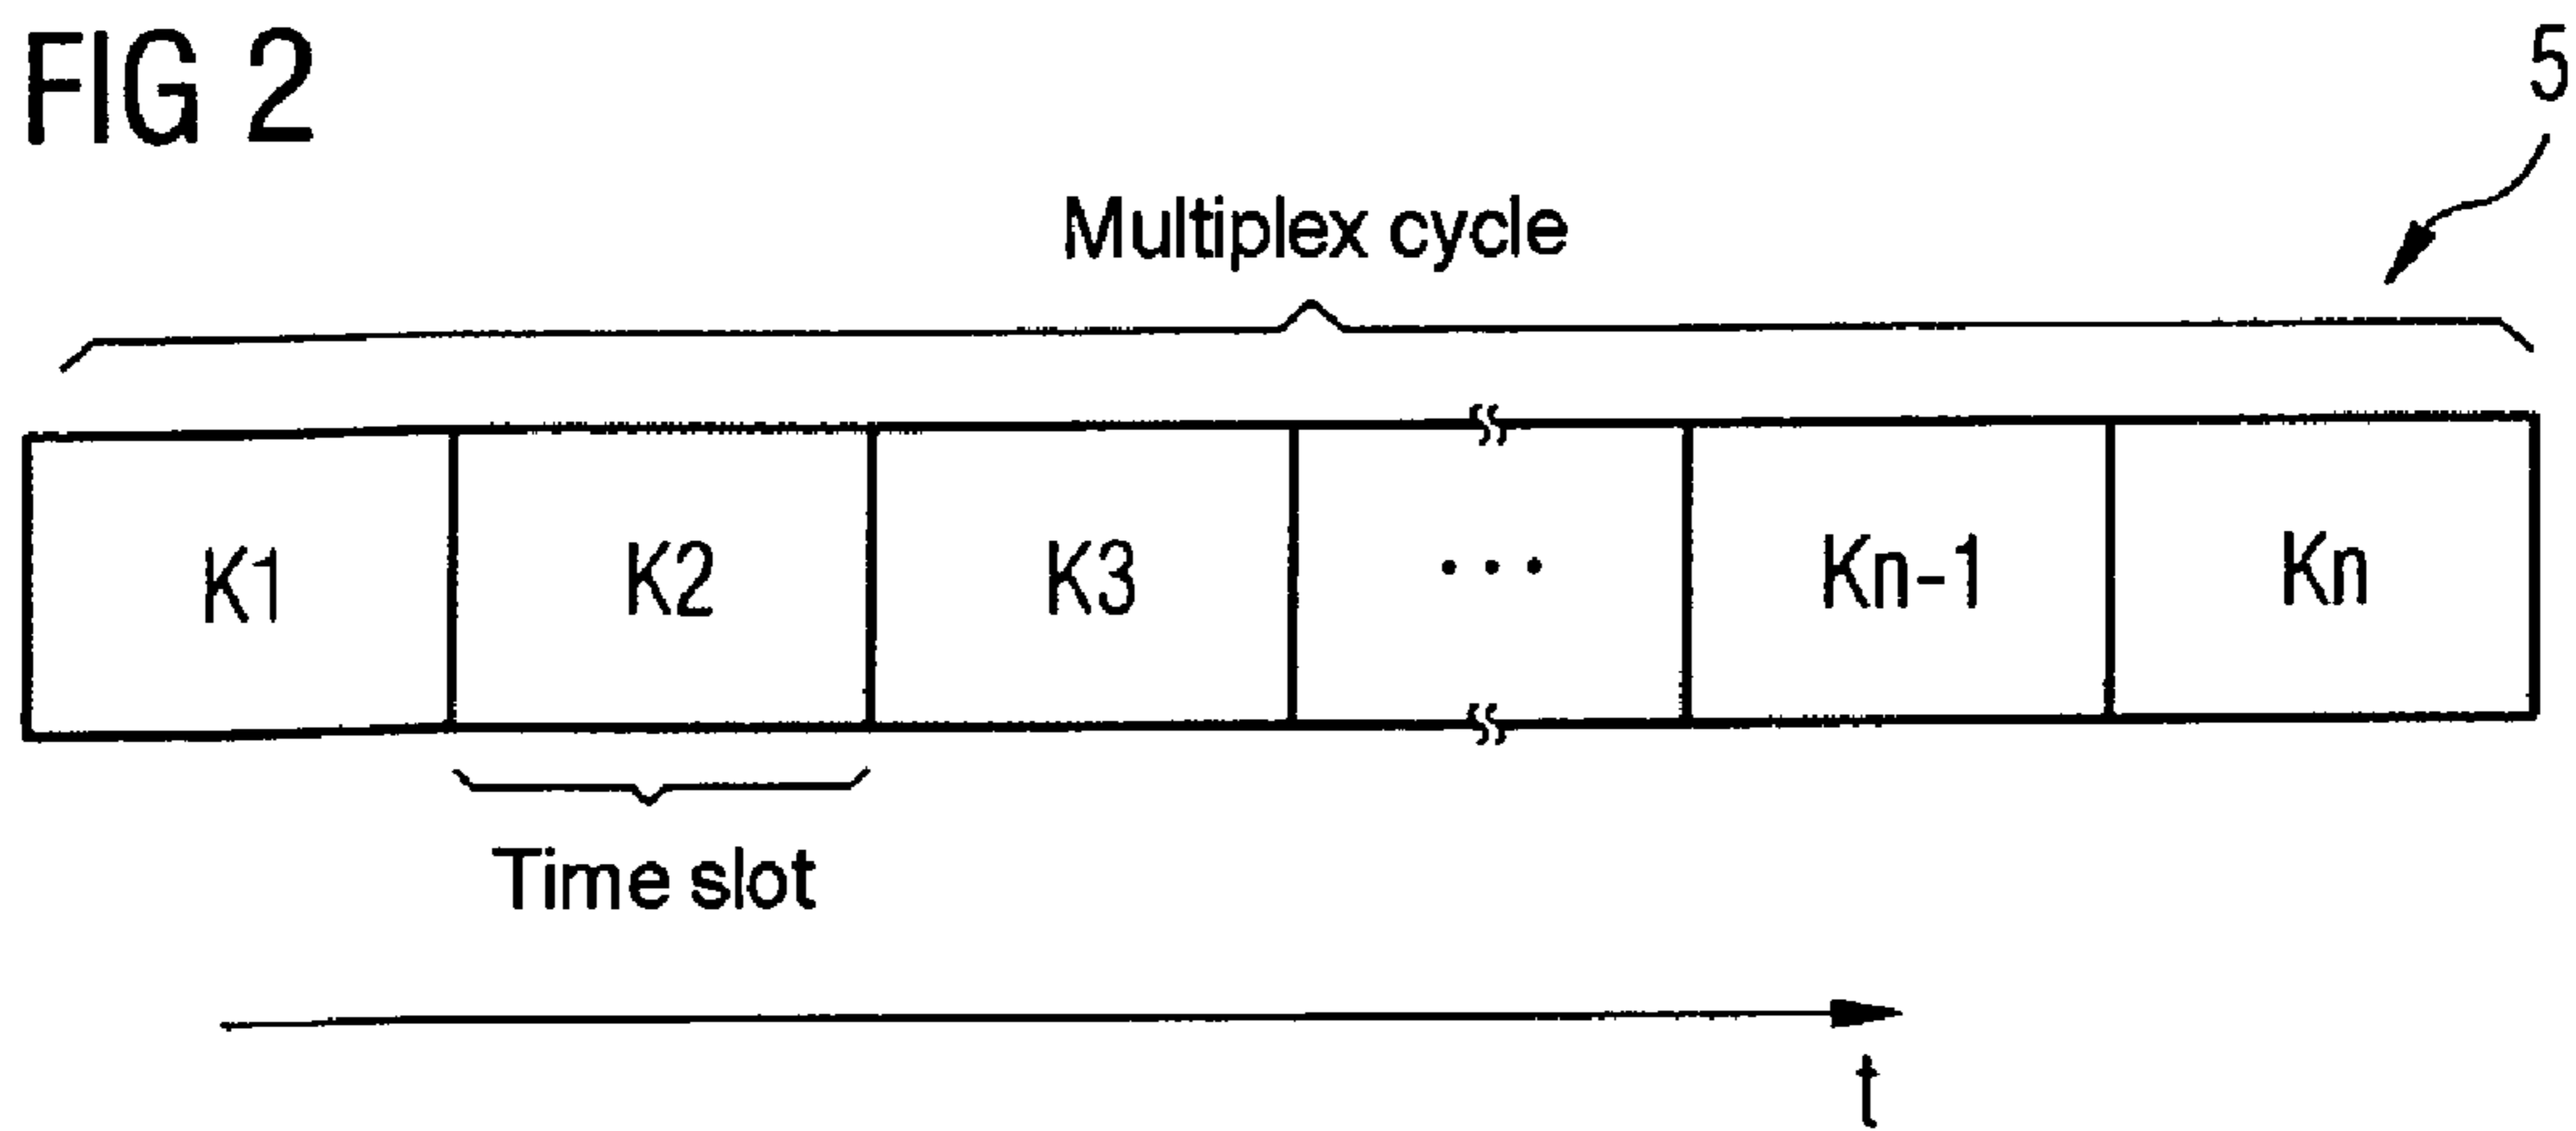 FIG 2
5
Multiplex cycle
K1 K2 K3 ... Kn-1 Kn
Time slot
t